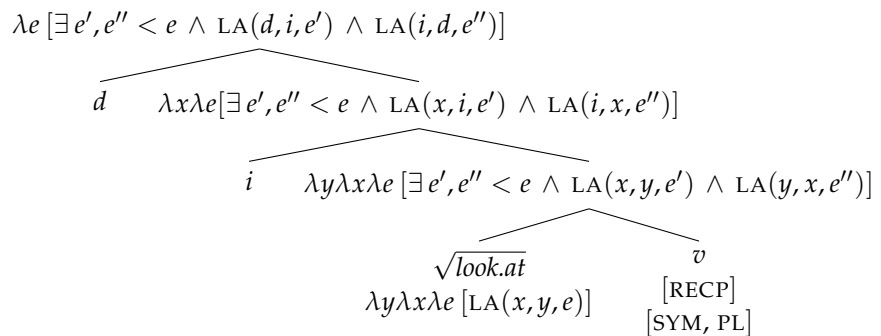 λe [∃ e′, e″ < e ∧ LA(d, i, e′) ∧ LA(i, d, e″)]
d λxλe[∃ e′, e″ < e ∧ LA(x, i, e′) ∧ LA(i, x, e″)]
i λyλxλe [∃ e′, e″ < e ∧ LA(x, y, e′) ∧ LA(y, x, e″)]
√look.at v
λyλxλe [LA(x, y, e)] [RECP]
[SYM, PL]